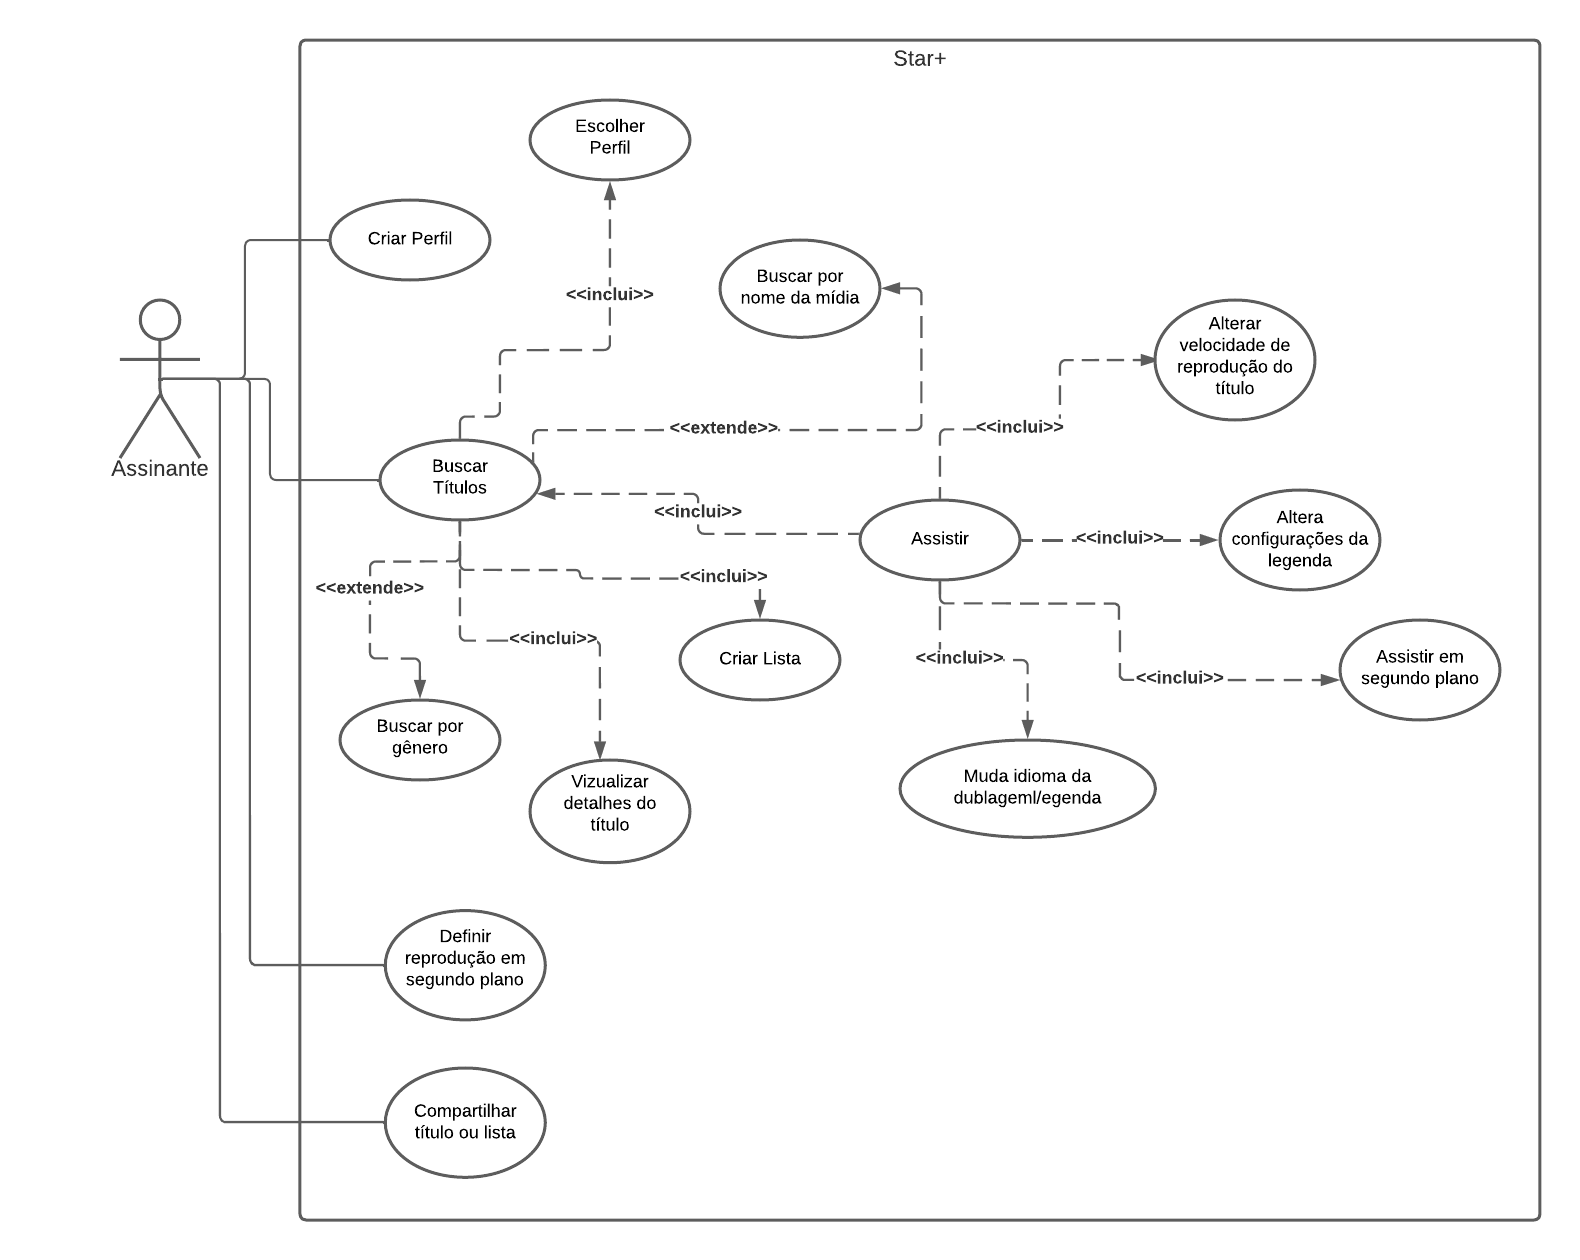 Star+
Escolher
Perfil
Criar Perfil
<<inclui>>
Buscar por
nome da mídia
Alterar
velocidade de
reprodução do
título
Assinante
<<extende>>
<<inclui>>
Buscar
Títulos
<<inclui>>
Assistir
<<inclui>>
Altera
configurações da
legenda
<<extende>>
<<inclui>>
<<inclui>>
Criar Lista
<<inclui>>
<<inclui>>
Assistir em
segundo plano
Buscar por
gênero
Vizualizar
detalhes do
título
Muda idioma da
dublageml/egenda
Definir
reprodução em
segundo plano
Compartilhar
título ou lista